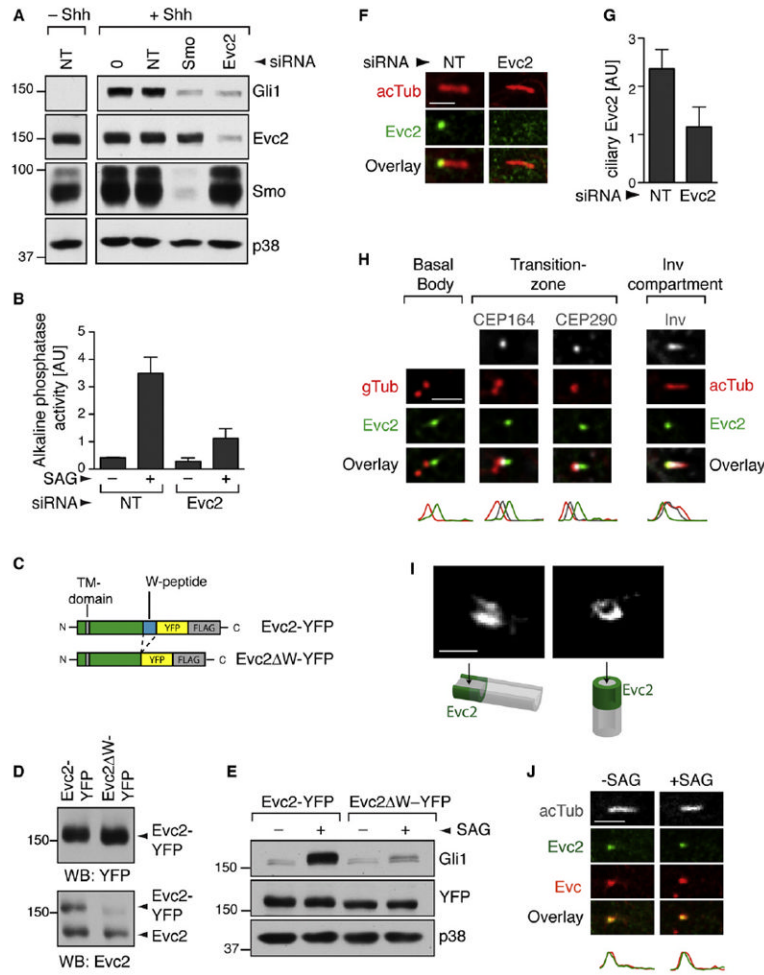 A
– Shh
+ Shh
NT
0
NT
Smo
Evc2
◄ siRNA
150
Gli1
150
Evc2
100
Smo
37
p38
B
Alkaline phosphatase
activity [AU]
5
4
3
2
1
0
SAG►
– + – +
siRNA►
NT
Evc2
C
TM-
domain
W-peptide
N
YFP
FLAG
C
Evc2-YFP
N
YFP
FLAG
C
Evc2ΔW-YFP
D
Evc2-
YFP
Evc2ΔW-
YFP
150
Evc2-
YFP
WB: YFP
150
Evc2-
YFP
Evc2
WB: Evc2
E
Evc2-YFP
Evc2ΔW–YFP
– + – +
◄ SAG
150
Gli1
150
YFP
37
p38
F
siRNA ►
NT
Evc2
acTub
Evc2
Overlay
G
ciliary Evc2 [AU]
3
2
1
0
siRNA ►
NT
Evc2
H
Basal
Body
Transition-
zone
Inv
compartment
CEP164
CEP290
Inv
gTub
acTub
Evc2
Evc2
Overlay
Overlay
I
Evc2
Evc2
J
-SAG
+SAG
acTub
Evc2
Evc
Overlay